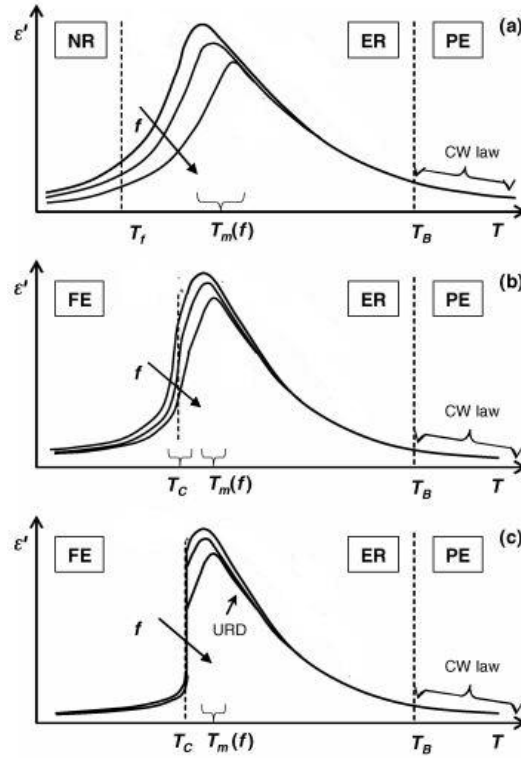 (a)
ε'
NR
ER
PE
f
CW law
T_f
T_m(f)
T_B
T
(b)
ε'
FE
ER
PE
f
CW law
T_C
T_m(f)
T_B
T
(c)
ε'
FE
ER
PE
f
URD
CW law
T_C
T_m(f)
T_B
T